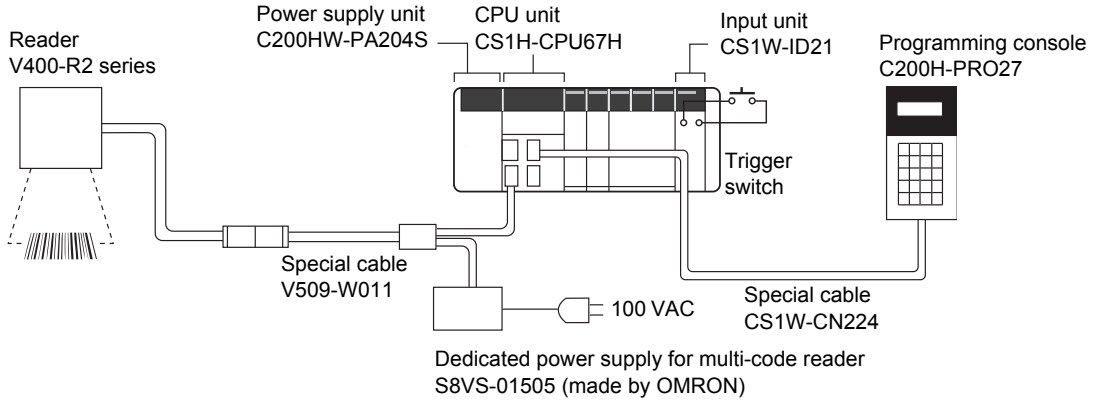 Reader
V400-R2 series
Power supply unit
C200HW-PA204S
CPU unit
CS1H-CPU67H
Input unit
CS1W-ID21
Programming console
C200H-PRO27
Trigger
switch
Special cable
V509-W011
100 VAC
Special cable
CS1W-CN224
Dedicated power supply for multi-code reader
S8VS-01505 (made by OMRON)